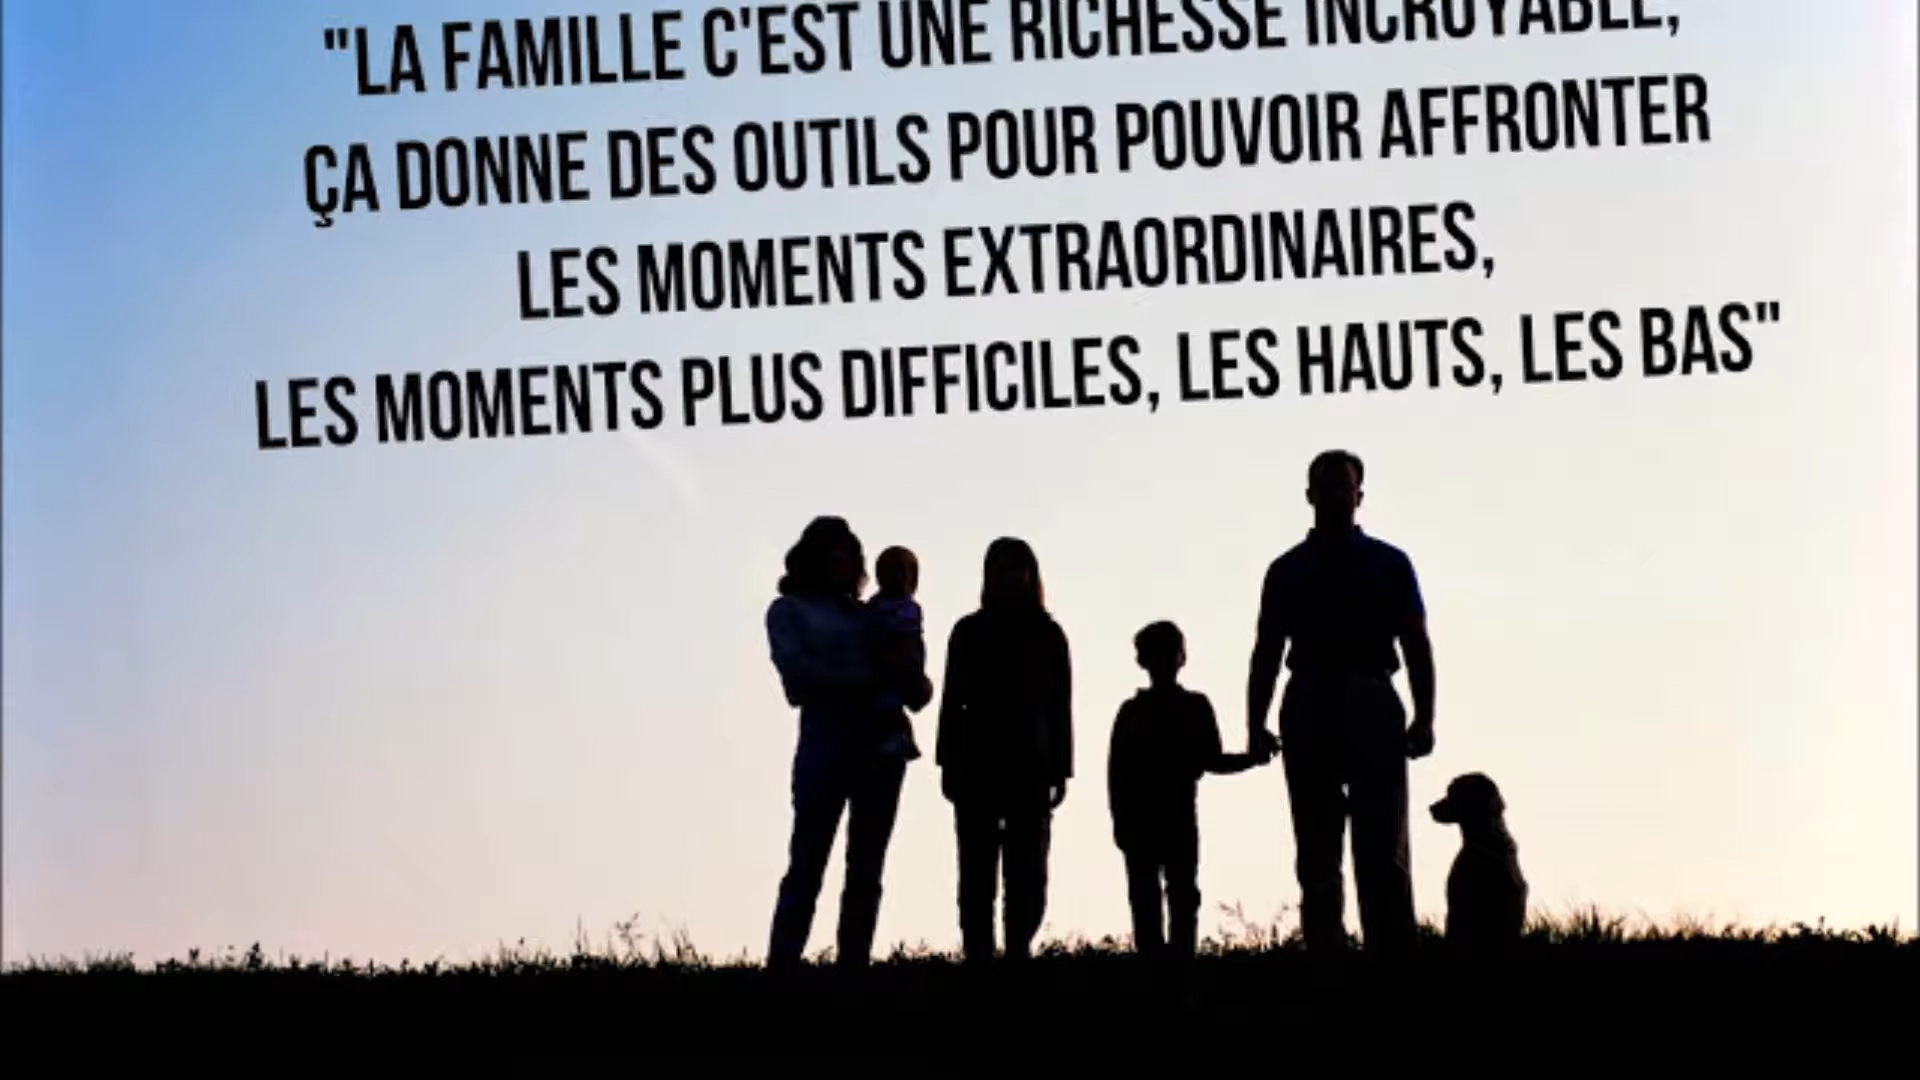 "LA FAMILLE C'EST UNE RICHESSE INCROYABLE,
ÇA DONNE DES OUTILS POUR POUVOIR AFFRONTER
LES MOMENTS EXTRAORDINAIRES,
LES MOMENTS PLUS DIFFICILES, LES HAUTS, LES BAS"